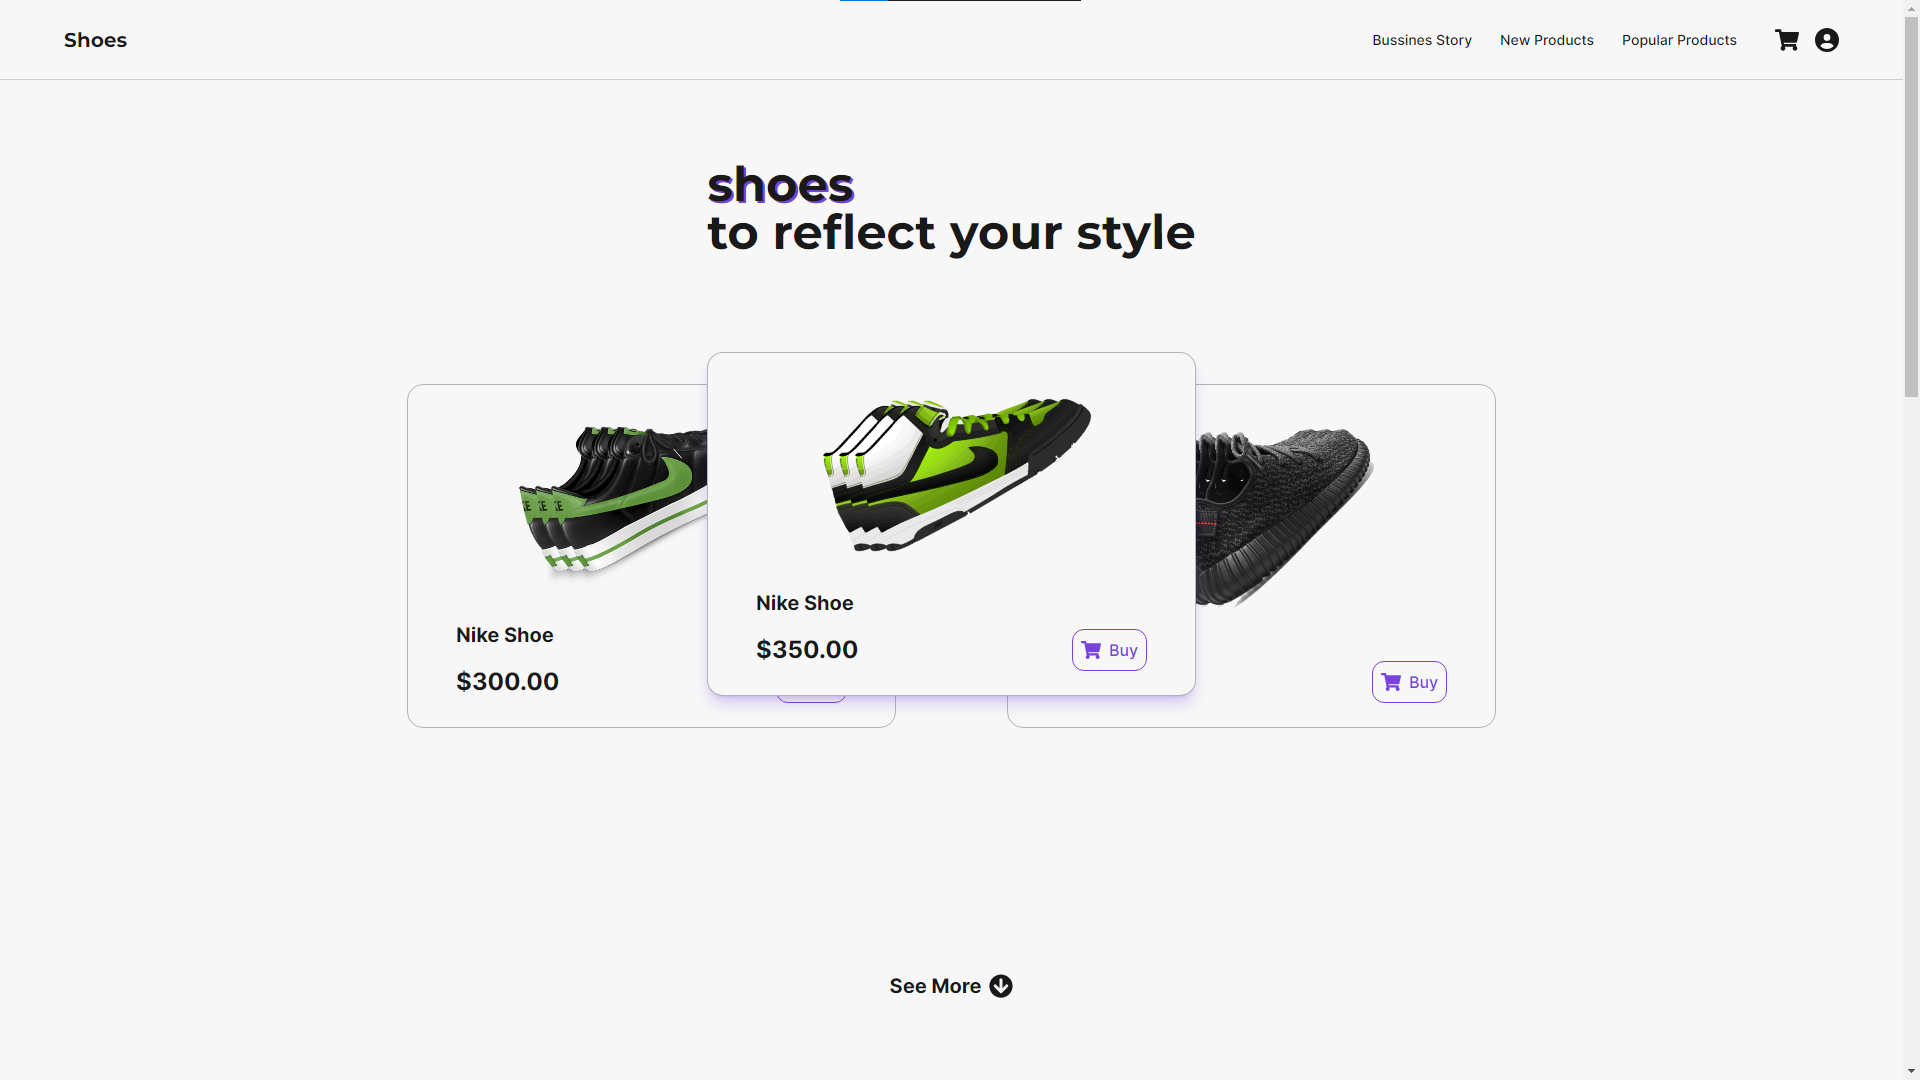 Shoes
Bussines Story
New Products
Popular Products
shoes
to reflect your style
Nike Shoe
$300.00
Nike Shoe
$350.00
Buy
Buy
See More